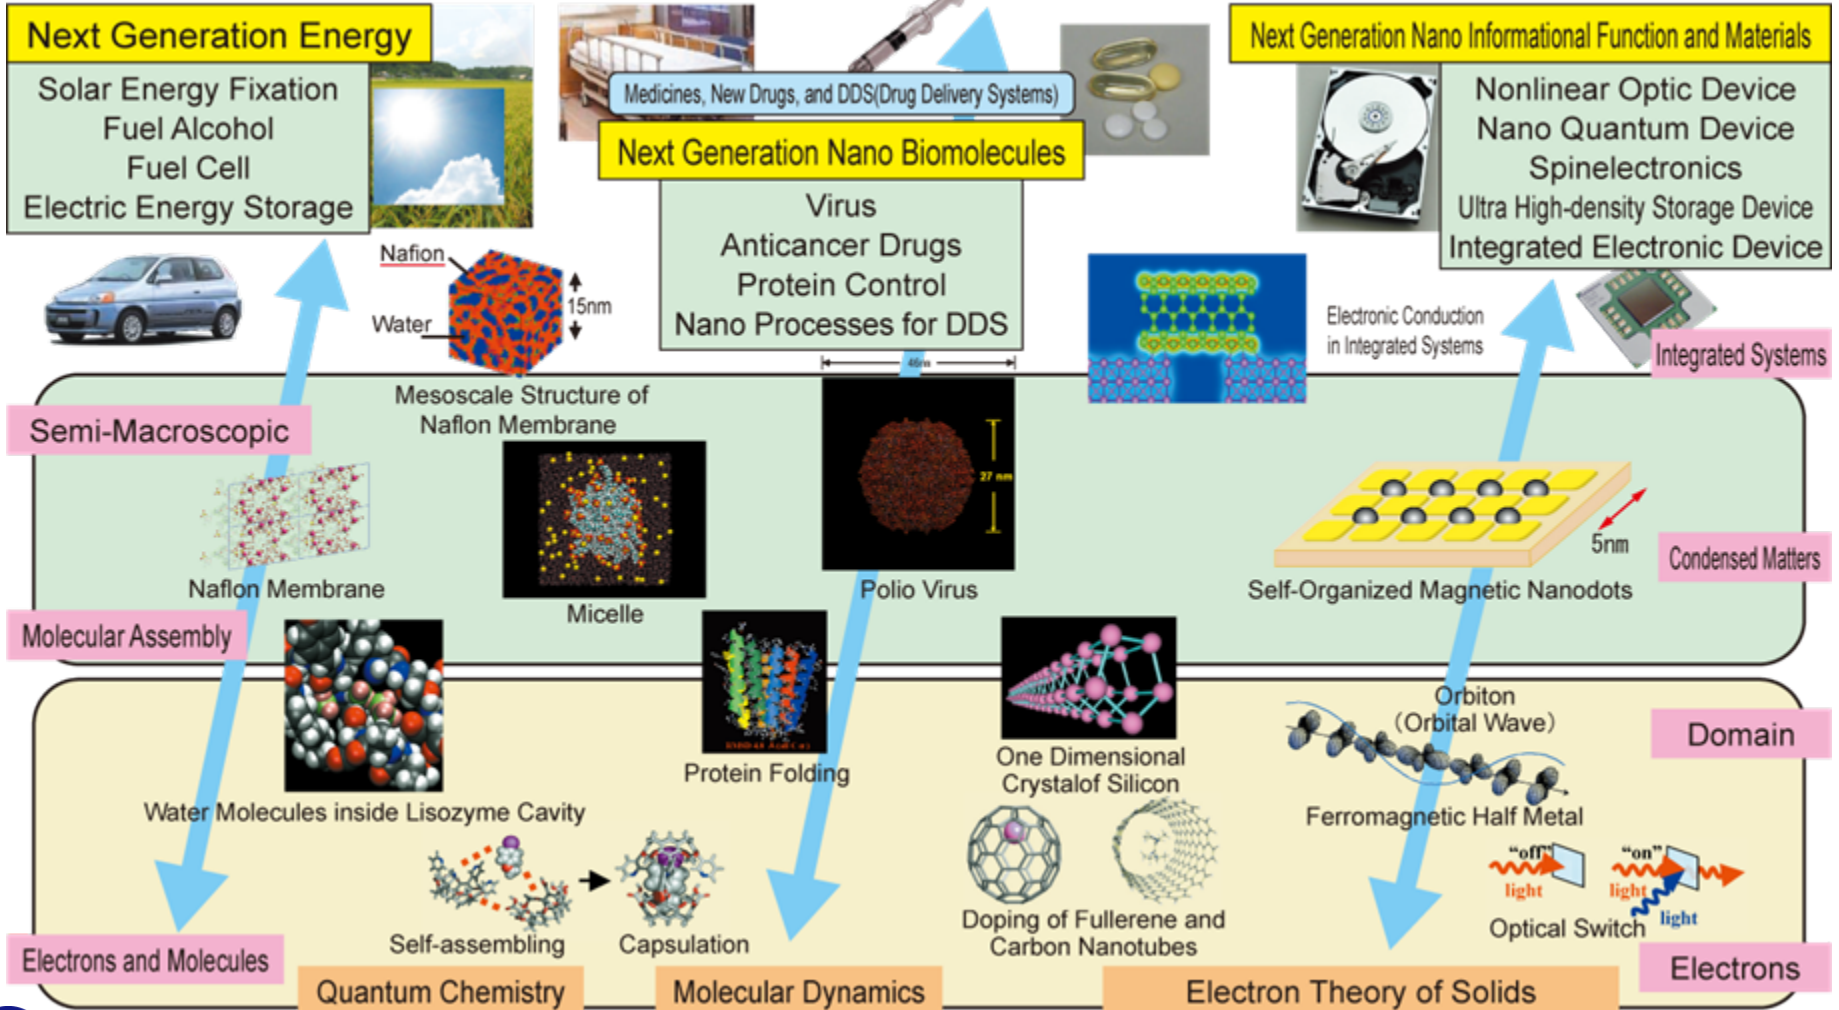 Next Generation Energy
Solar Energy Fixation
Fuel Alcohol
Fuel Cell
Electric Energy Storage
Medicines, New Drugs, and DDS(Drug Delivery Systems)
Next Generation Nano Biomolecules
Virus
Anticancer Drugs
Protein Control
Nano Processes for DDS
Next Generation Nano Informational Function and Materials
Nonlinear Optic Device
Nano Quantum Device
Spinelectronics
Ultra High-density Storage Device
Integrated Electronic Device
Nafion
Water
15nm
Mesoscale Structure of
Naflon Membrane
Electronic Conduction
in Integrated Systems
Integrated Systems
Semi-Macroscopic
Naflon Membrane
Micelle
27 nm
Polio Virus
5nm
Self-Organized Magnetic Nanodots
Condensed Matters
Molecular Assembly
Water Molecules inside Lisozyme Cavity
Protein Folding
One Dimensional
Crystalof Silicon
Orbiton
(Orbital Wave)
Ferromagnetic Half Metal
Domain
Self-assembling
Capsulation
Doping of Fullerene and
Carbon Nanotubes
"off"
light
"on"
light
light
Optical Switch
Electrons and Molecules
Electrons
Quantum Chemistry
Molecular Dynamics
Electron Theory of Solids